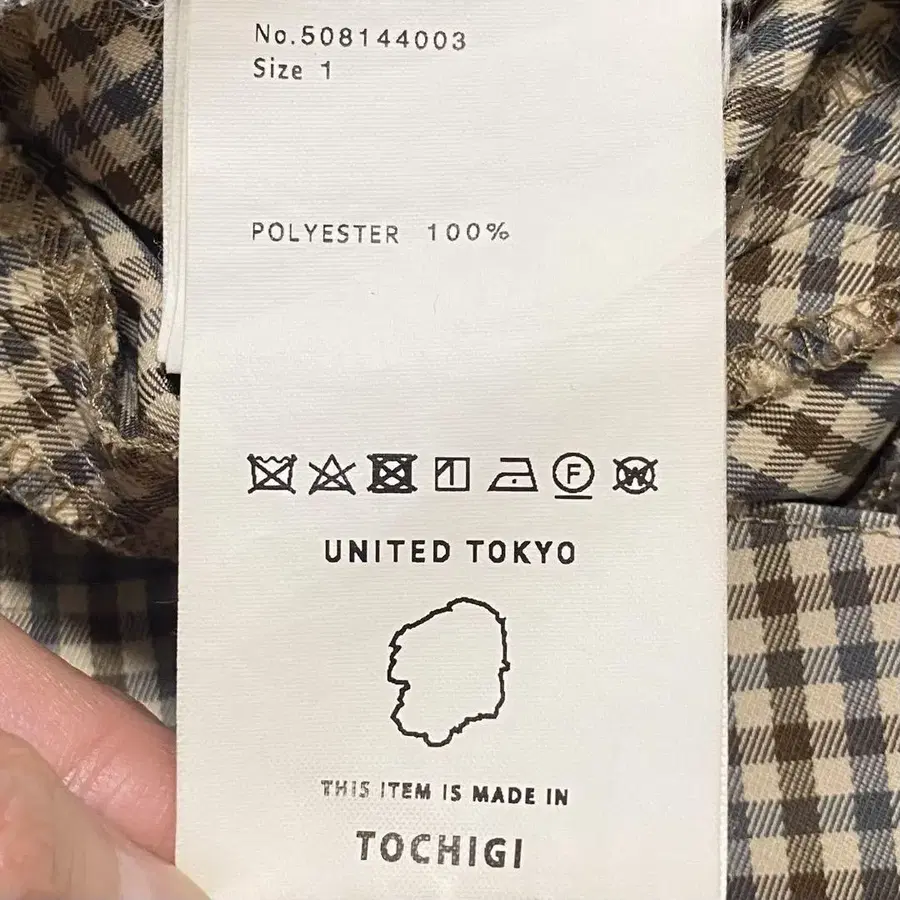 No.508144003
Size 1
POLYESTER 100%
F W
UNITED TOKYO
THIS ITEM IS MADE IN
TOCHIGI